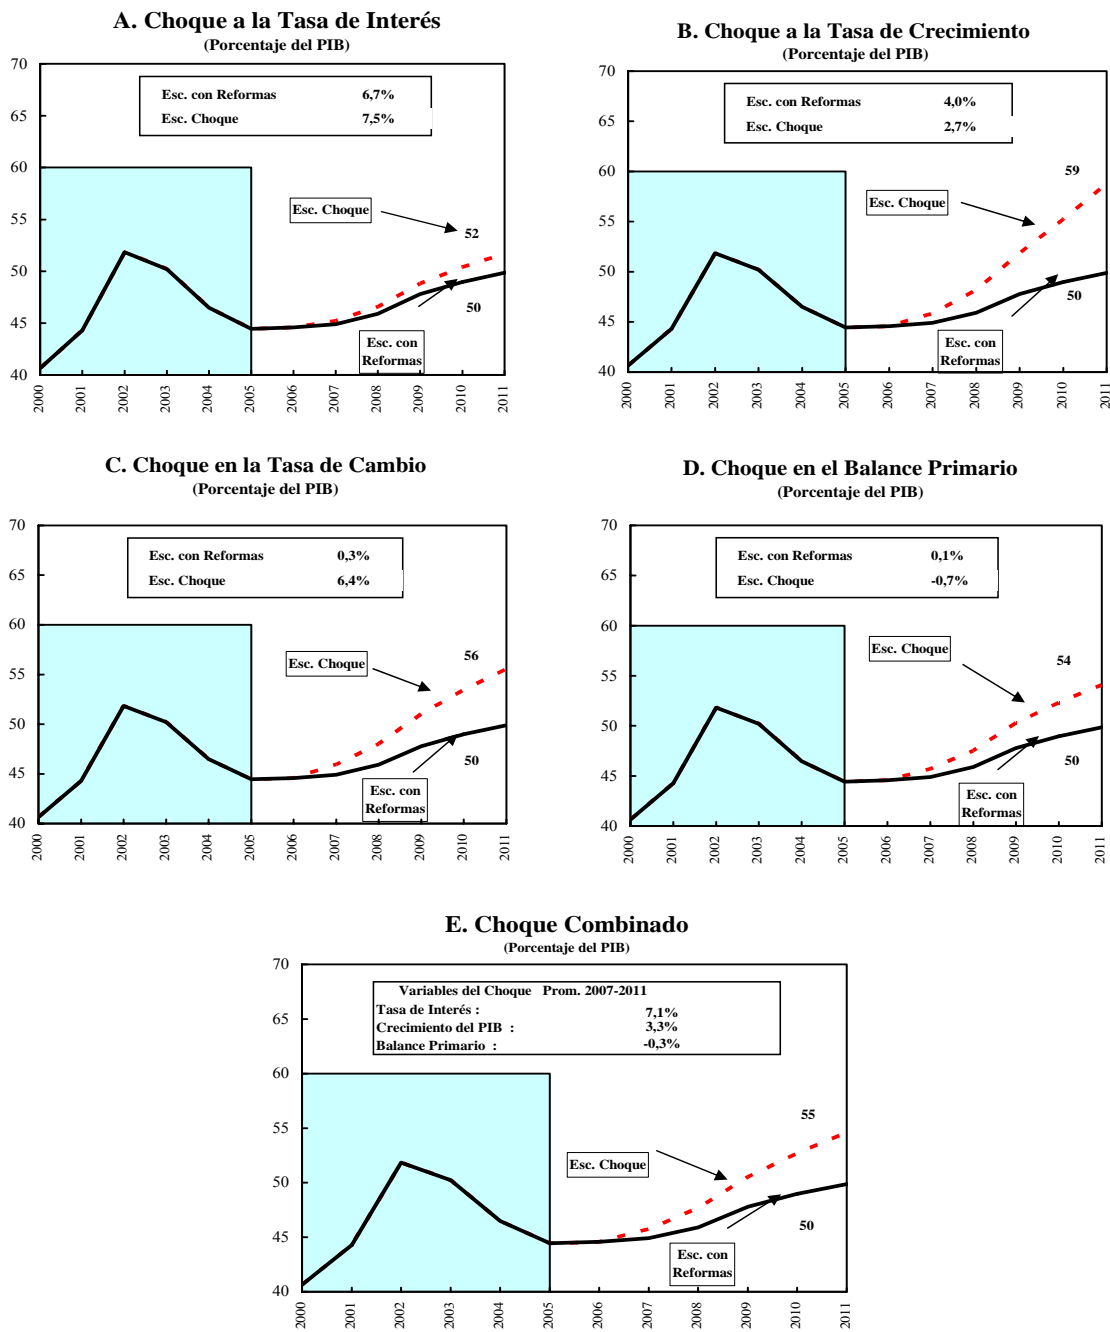 A. Choque a la Tasa de Interés
(Porcentaje del PIB)
70
65
60
55
50
45
40
Esc. con Reformas 6,7%
Esc. Choque 7,5%
Esc. Choque
52
50
Esc. con
Reformas
2000 2001 2002 2003 2004 2005 2006 2007 2008 2009 2010 2011
B. Choque a la Tasa de Crecimiento
(Porcentaje del PIB)
70
65
60
55
50
45
40
Esc. con Reformas 4,0%
Esc. Choque 2,7%
59
Esc. Choque
50
Esc. con
Reformas
2000 2001 2002 2003 2004 2005 2006 2007 2008 2009 2010 2011
C. Choque en la Tasa de Cambio
(Porcentaje del PIB)
70
65
60
55
50
45
40
Esc. con Reformas 0,3%
Esc. Choque 6,4%
56
Esc. Choque
50
Esc. con
Reformas
2000 2001 2002 2003 2004 2005 2006 2007 2008 2009 2010 2011
D. Choque en el Balance Primario
(Porcentaje del PIB)
70
65
60
55
50
45
40
Esc. con Reformas 0,1%
Esc. Choque -0,7%
Esc. Choque
54
50
Esc. con
Reformas
2000 2001 2002 2003 2004 2005 2006 2007 2008 2009 2010 2011
E. Choque Combinado
(Porcentaje del PIB)
70
65
60
55
50
45
40
Variables del Choque Prom. 2007-2011
Tasa de Interés : 7,1%
Crecimiento del PIB : 3,3%
Balance Primario : -0,3%
55
Esc. Choque
50
Esc. con
Reformas
2000 2001 2002 2003 2004 2005 2006 2007 2008 2009 2010 2011